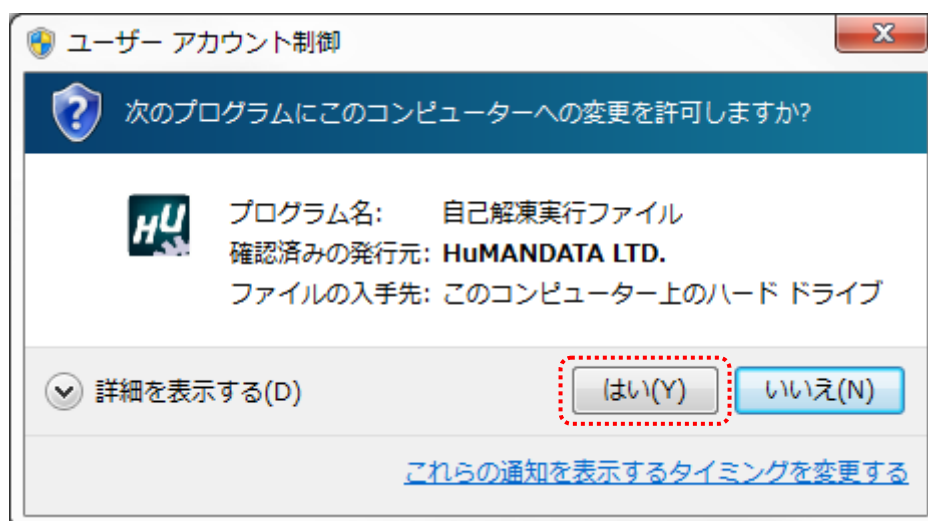 ユーザー アカウント制御
次のプログラムにこのコンピューターへの変更を許可しますか?
HU
プログラム名: 自己解凍実行ファイル
確認済みの発行元: HuMANDATA LTD.
ファイルの入手先: このコンピューター上のハード ドライブ
詳細を表示する(D) はい(Y) いいえ(N)
これらの通知を表示するタイミングを変更する